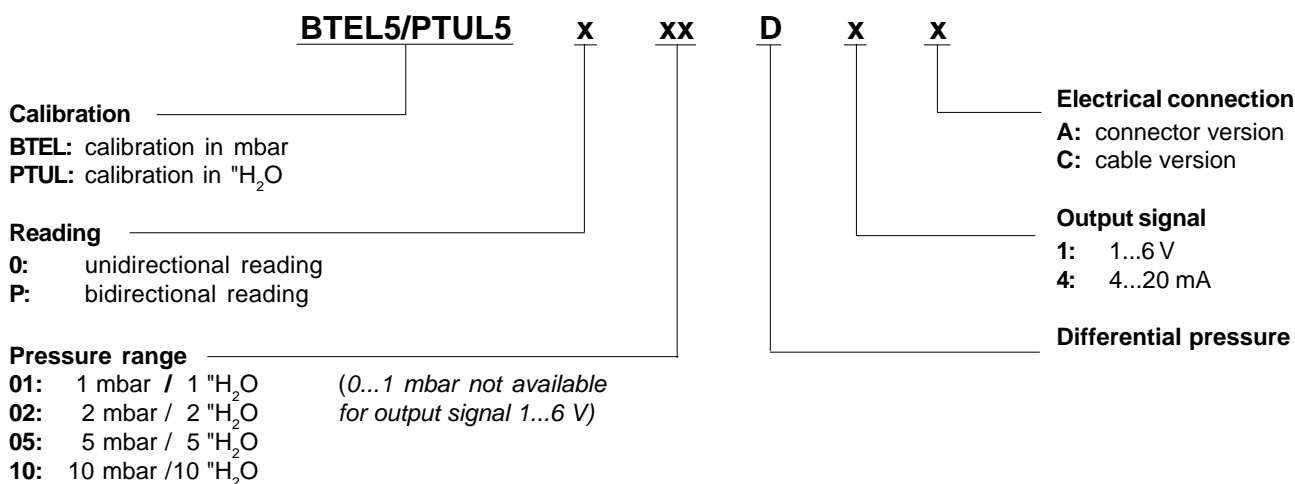 BTEL5/PTUL5 x xx D x x
Calibration
BTEL: calibration in mbar
PTUL: calibration in "H₂O
Reading
0: unidirectional reading
P: bidirectional reading
Pressure range
01: 1 mbar / 1 "H₂O (0...1 mbar not available
02: 2 mbar / 2 "H₂O for output signal 1...6 V)
05: 5 mbar / 5 "H₂O
10: 10 mbar /10 "H₂O
Electrical connection
A: connector version
C: cable version
Output signal
1: 1...6 V
4: 4...20 mA
Differential pressure